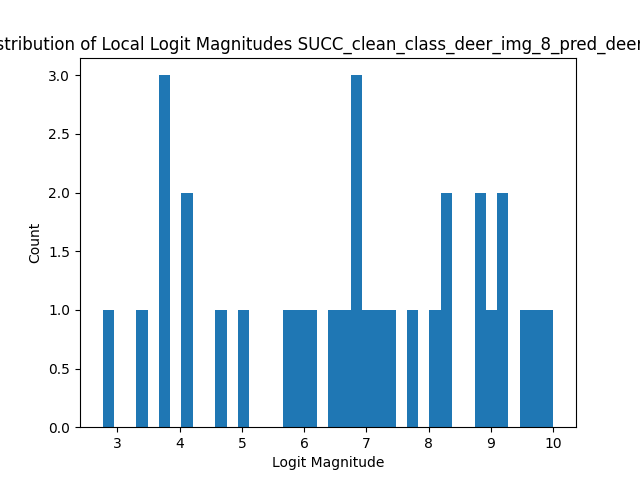 stribution of Local Logit Magnitudes SUCC_clean_class_deer_img_8_pred_deer
3.0
2.5
2.0
1.5
1.0
0.5
0.0
Count
3 4 5 6 7 8 9 10
Logit Magnitude